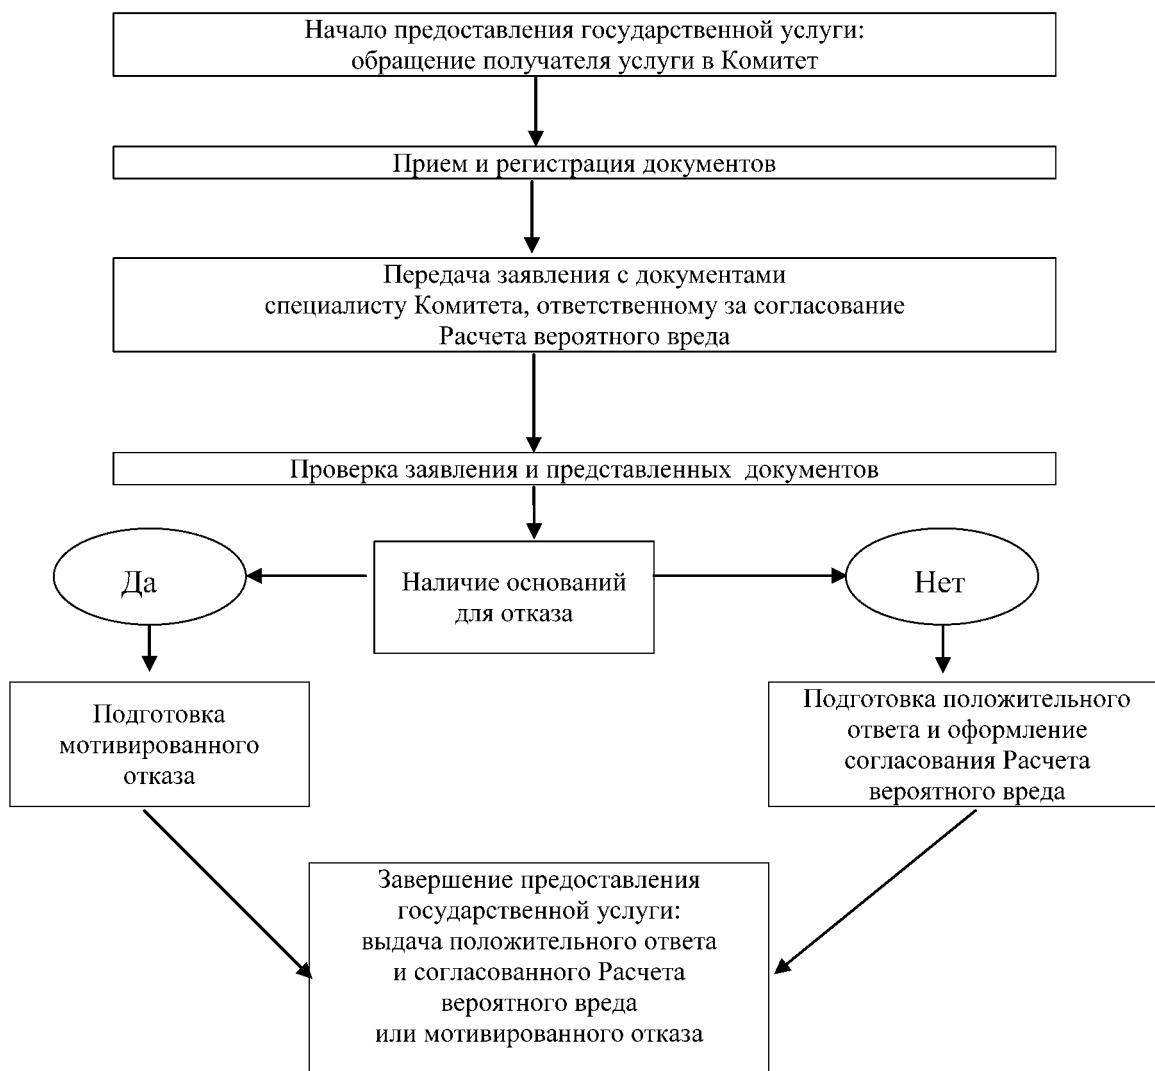 Начало предоставления государственной услуги:
обращение получателя услуги в Комитет
Прием и регистрация документов
Передача заявления с документами
специалисту Комитета, ответственному за согласование
Расчета вероятного вреда
Проверка заявления и представленных документов
Да
Наличие оснований
для отказа
Нет
Подготовка
мотивированного
отказа
Подготовка положительного
ответа и оформление
согласования Расчета
вероятного вреда
Завершение предоставления
государственной услуги:
выдача положительного ответа
и согласованного Расчета
вероятного вреда
или мотивированного отказа